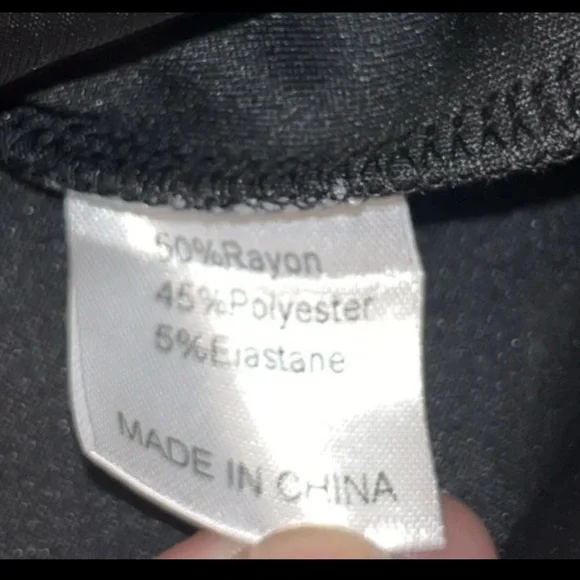 50%Rayon
45%Polyester
5%Elastane
MADE IN CHINA